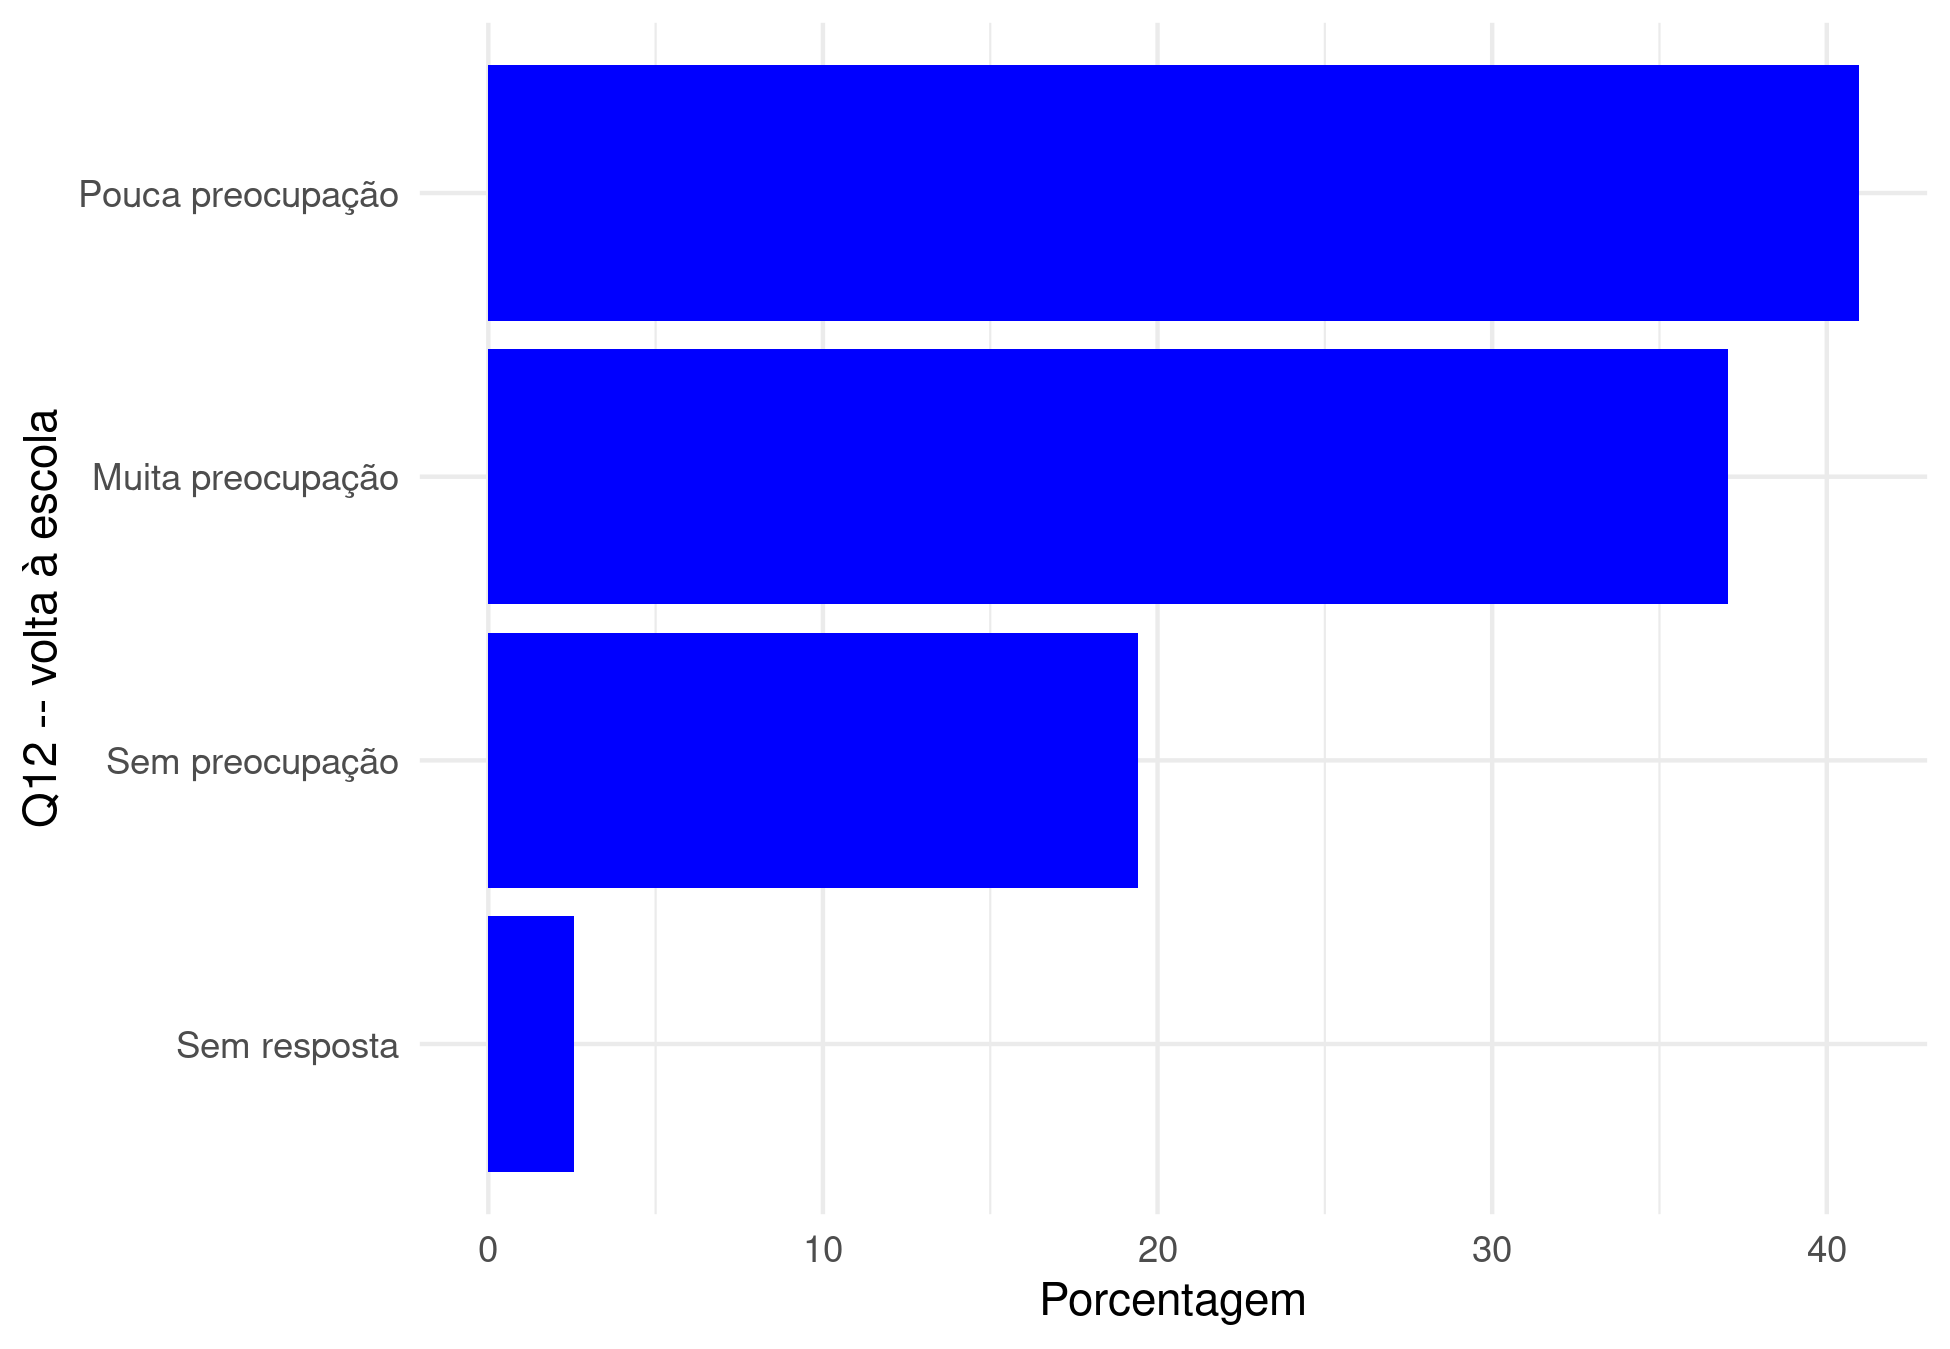 Q12 -- volta à escola
Pouca preocupação
Muita preocupação
Sem preocupação
Sem resposta
0 10 20 30 40
Porcentagem